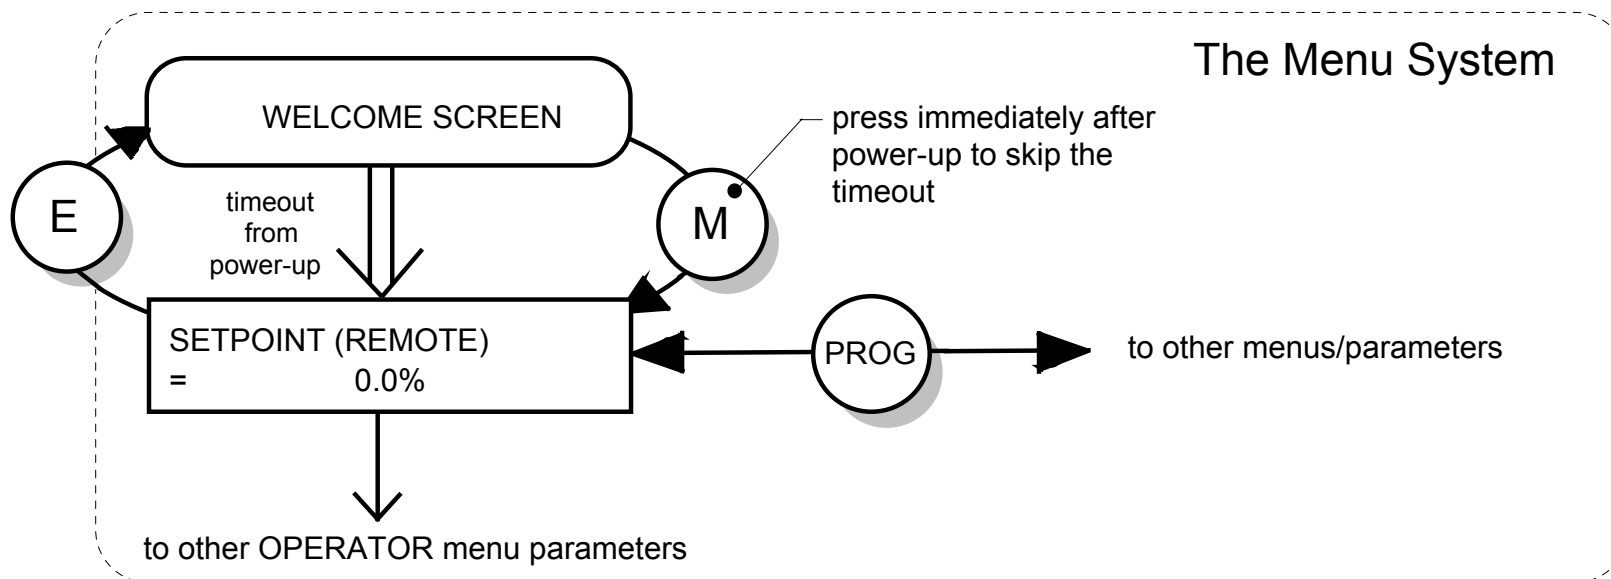 The Menu System
WELCOME SCREEN
press immediately after
power-up to skip the
timeout
E
timeout
from
power-up
M
SETPOINT (REMOTE)
= 0.0%
PROG
to other menus/parameters
to other OPERATOR menu parameters